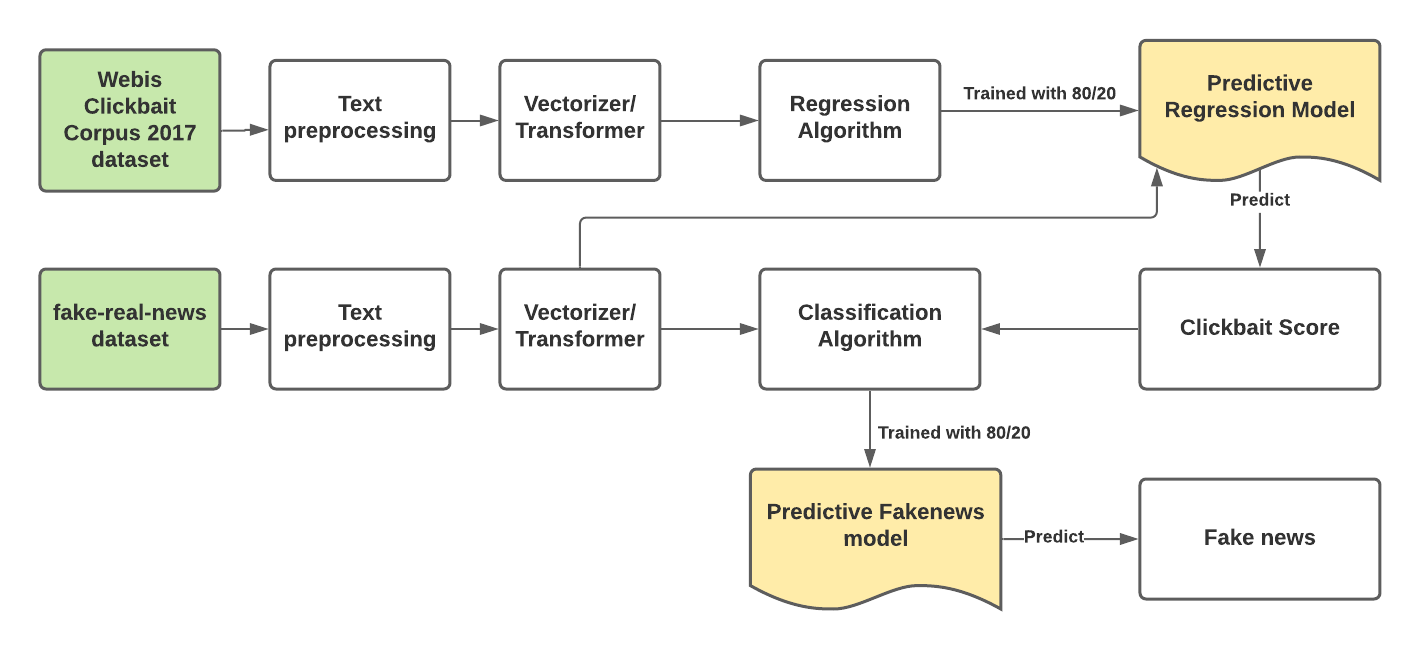 Webis
Clickbait
Corpus 2017
dataset
Text
preprocessing
Vectorizer/
Transformer
Regression
Algorithm
Trained with 80/20
Predictive
Regression Model
Predict
fake-real-news
dataset
Text
preprocessing
Vectorizer/
Transformer
Classification
Algorithm
Clickbait Score
Trained with 80/20
Predictive Fakenews
model
Predict
Fake news